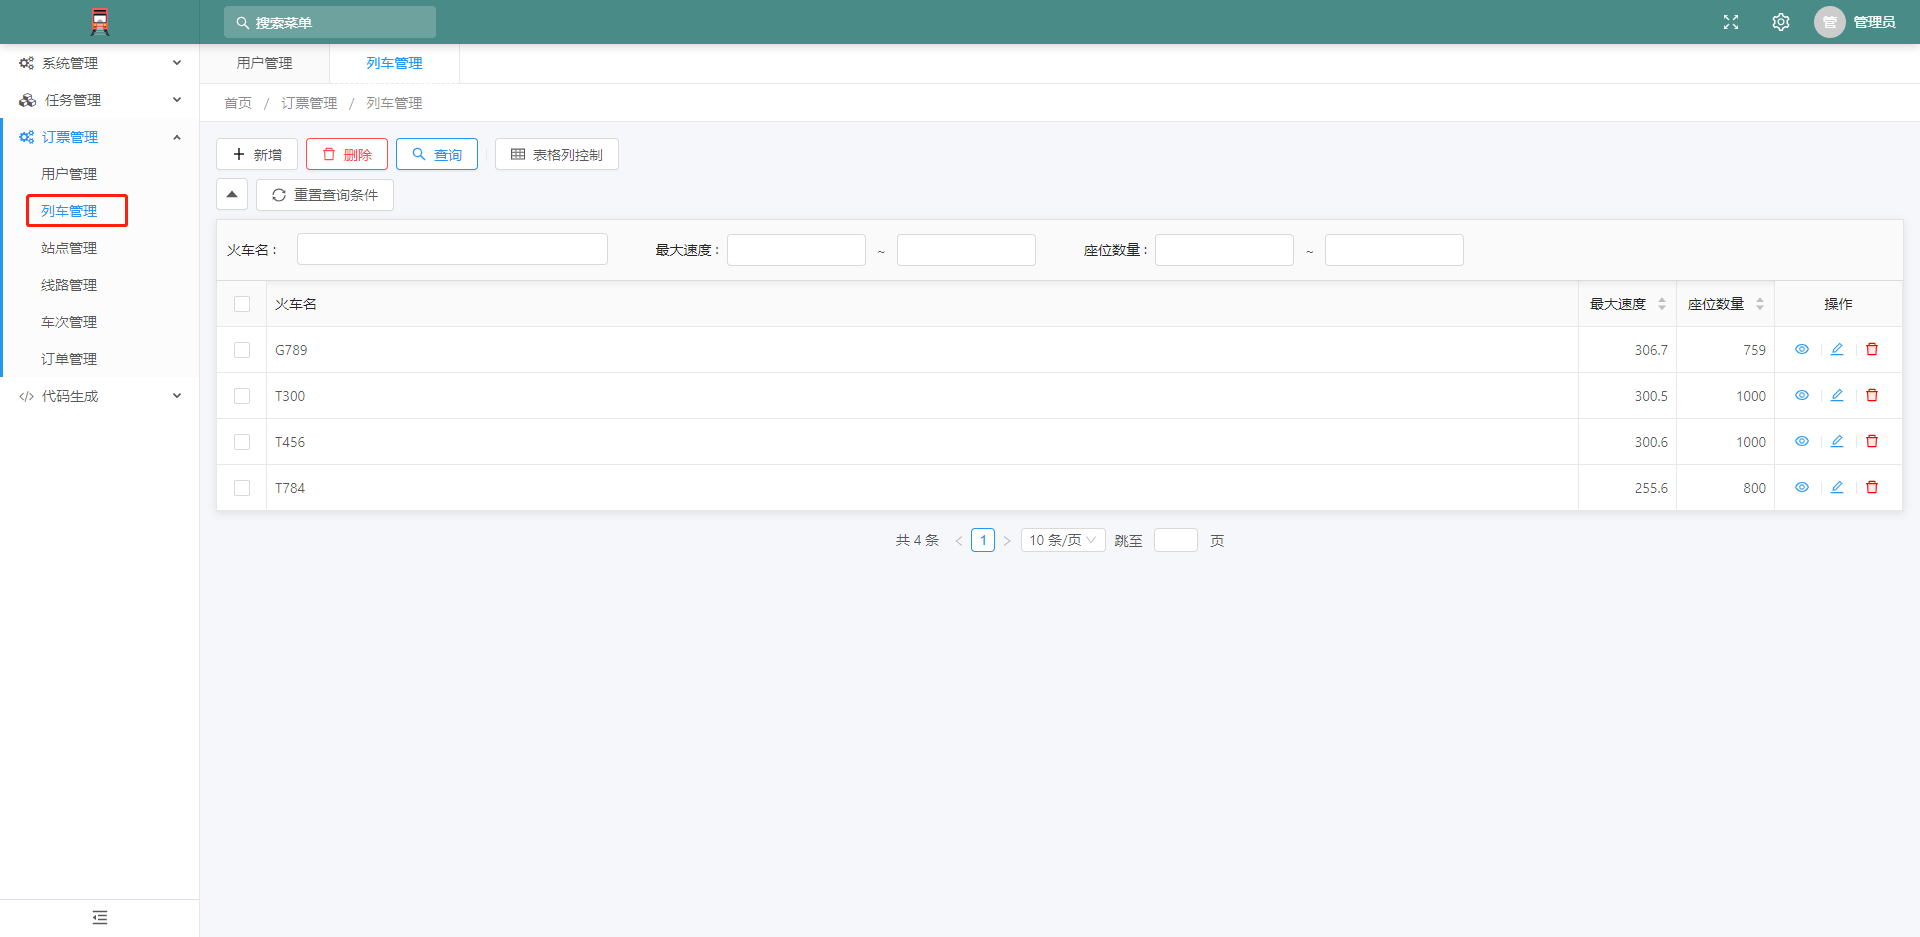 搜索菜单
管 管理员
系统管理
任务管理
订票管理
用户管理
列车管理
站点管理
线路管理
车次管理
订单管理
代码生成
用户管理 列车管理
首页 / 订票管理 / 列车管理
新增 删除 查询 表格列控制
重置查询条件
火车名： 最大速度： ~ 座位数量： ~
火车名 最大速度 座位数量 操作
G789 306.7 759
T300 300.5 1000
T456 300.6 1000
T784 255.6 800
共 4 条 < 1 > 10 条/页 跳至 页